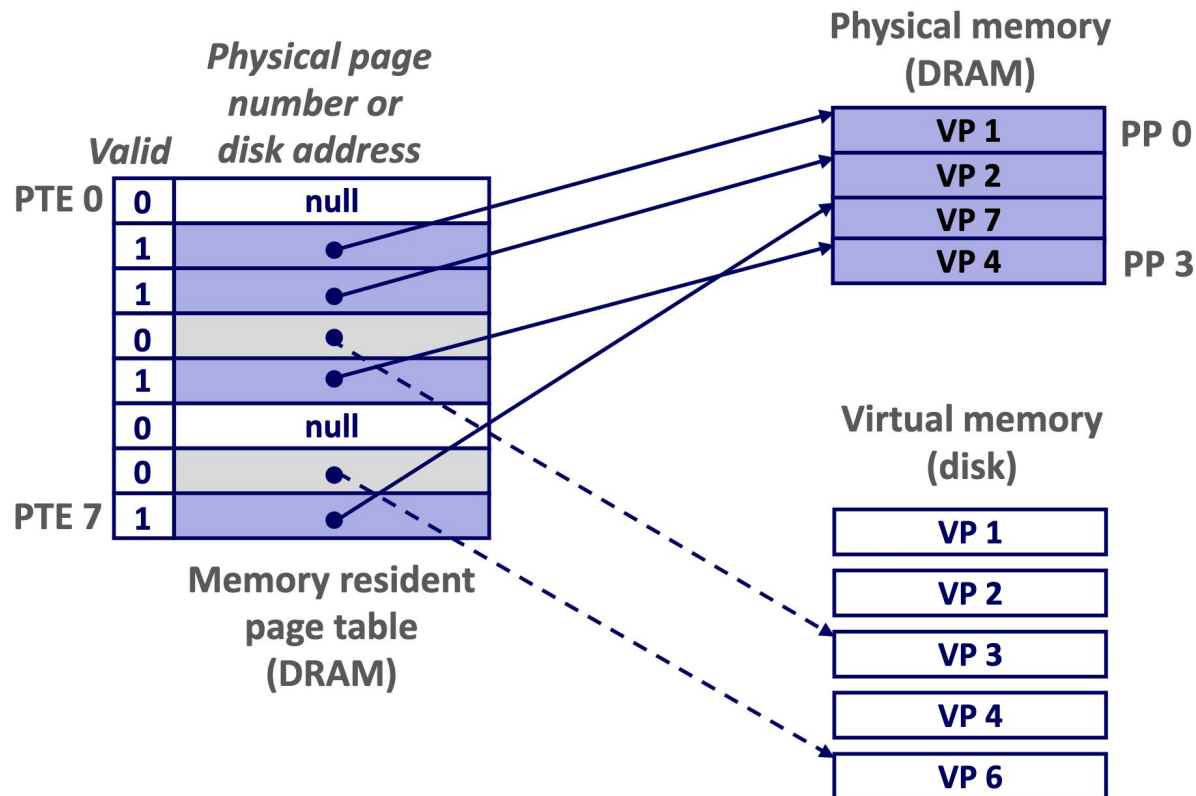 Physical page
number or
disk address
Valid
PTE 0
0
null
1
1
0
1
0
null
0
PTE 7
1
Memory resident
page table
(DRAM)
Physical memory
(DRAM)
VP 1
PP 0
VP 2
VP 7
VP 4
PP 3
Virtual memory
(disk)
VP 1
VP 2
VP 3
VP 4
VP 6